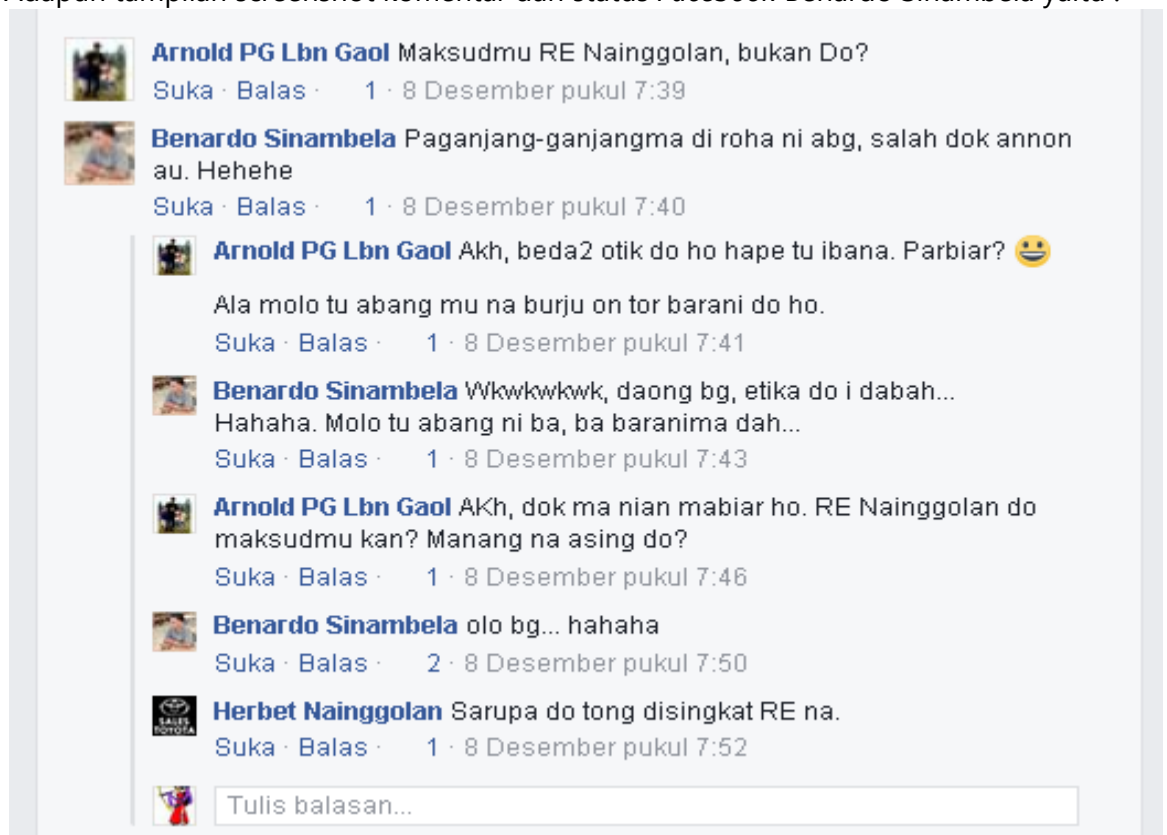 Arnold PG Lbn Gaol Maksudmu RE Nainggolan, bukan Do?
Suka · Balas · 1 · 8 Desember pukul 7:39
Benardo Sinambela Paganjang-ganjangma di roha ni abg, salah dok annon
au. Hehehe
Suka · Balas · 1 · 8 Desember pukul 7:40
Arnold PG Lbn Gaol Akh, beda2 otik do ho hape tu ibana. Parbiar? 😀
Ala molo tu abang mu na burju on tor barani do ho.
Suka · Balas · 1 · 8 Desember pukul 7:41
Benardo Sinambela Wkwkwkwk, daong bg, etika do i dabah...
Hahaha. Molo tu abang ni ba, ba baranima dah...
Suka · Balas · 1 · 8 Desember pukul 7:43
Arnold PG Lbn Gaol AKh, dok ma nian mabiar ho. RE Nainggolan do
maksudmu kan? Manang na asing do?
Suka · Balas · 1 · 8 Desember pukul 7:46
Benardo Sinambela olo bg... hahaha
Suka · Balas · 2 · 8 Desember pukul 7:50
Herbet Nainggolan Sarupa do tong disingkat RE na.
SALES
TOYOTA
Suka · Balas · 1 · 8 Desember pukul 7:52
Tulis balasan...